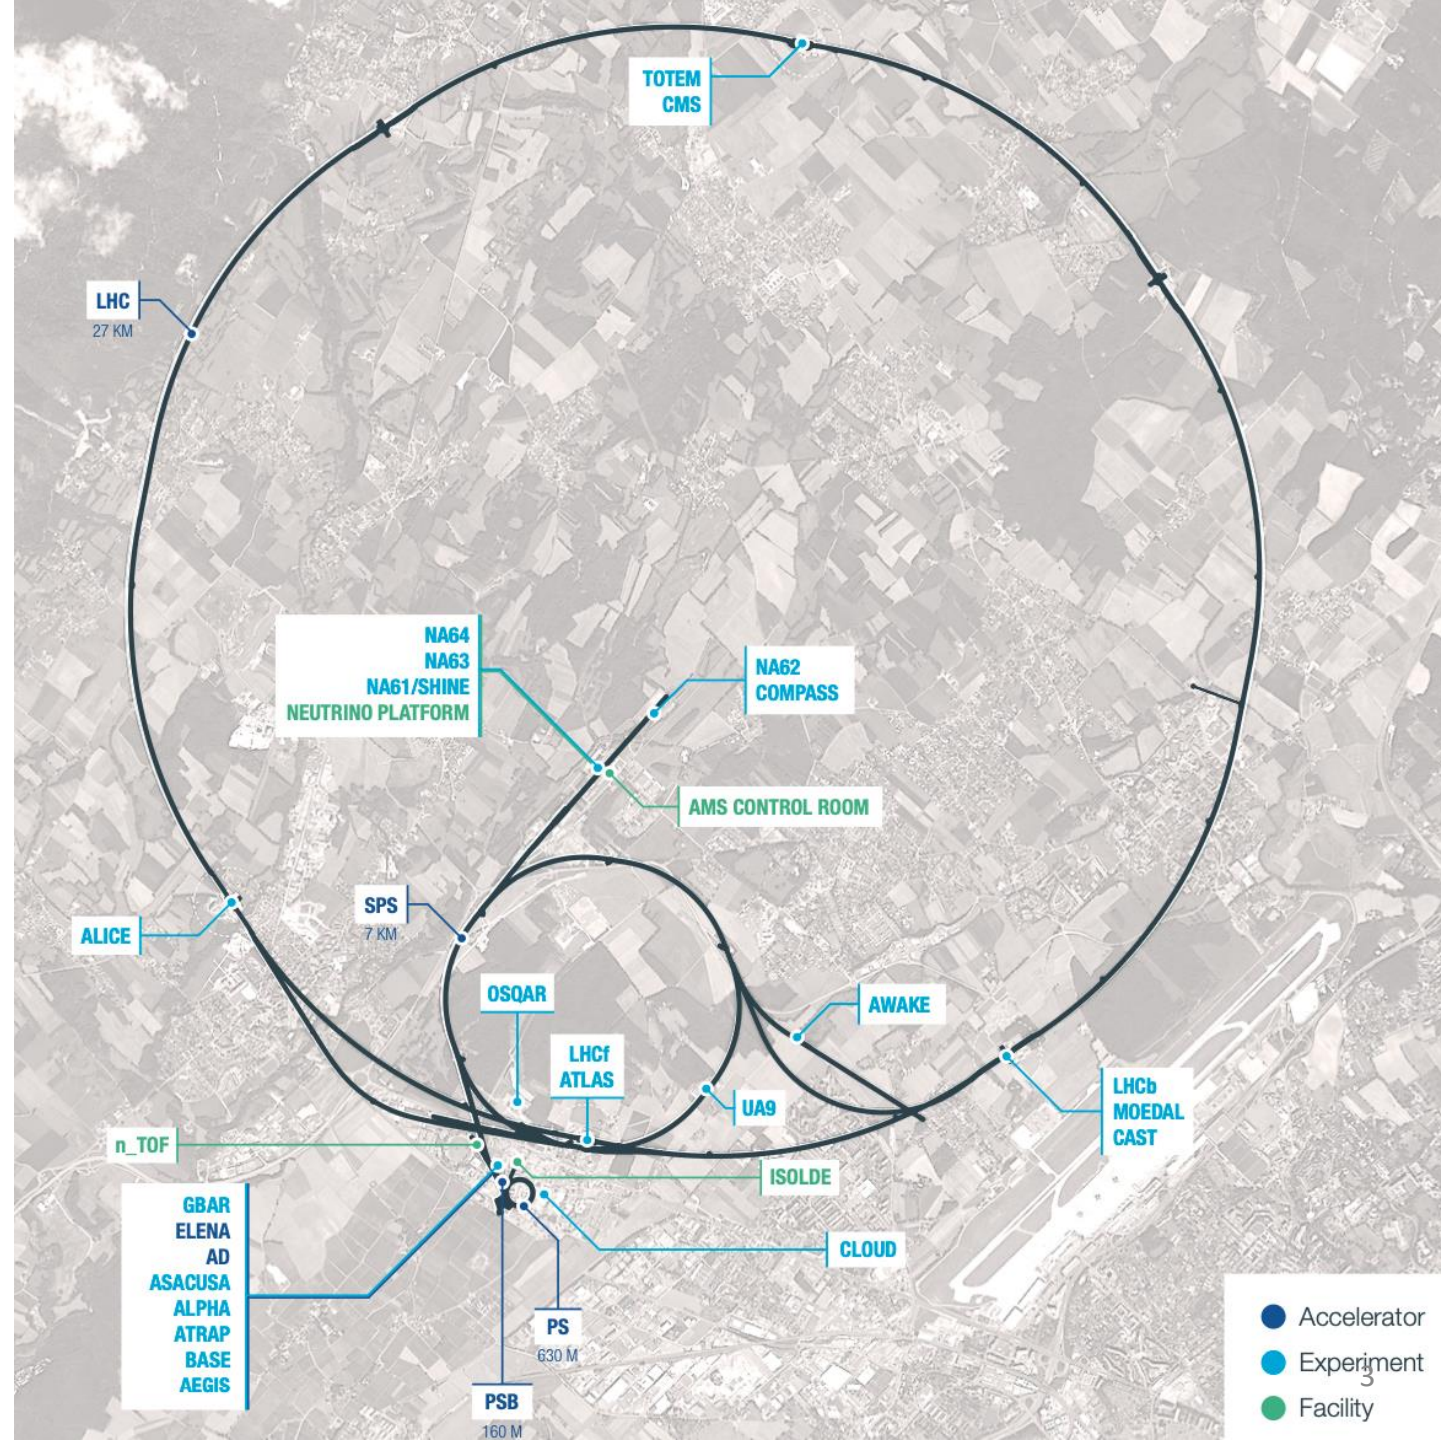 TOTEM
CMS
LHC
27 KM
NA64
NA63
NA61/SHINE
NEUTRINO PLATFORM
NA62
COMPASS
AMS CONTROL ROOM
SPS
7 KM
ALICE
OSQAR
AWAKE
LHCf
ATLAS
UA9
LHCb
MOEDAL
CAST
n_TOF
ISOLDE
GBAR
ELENA
AD
ASACUSA
ALPHA
ATRAP
BASE
AEGIS
CLOUD
PS
630 M
PSB
160 M
Accelerator
Experiment
3
Facility